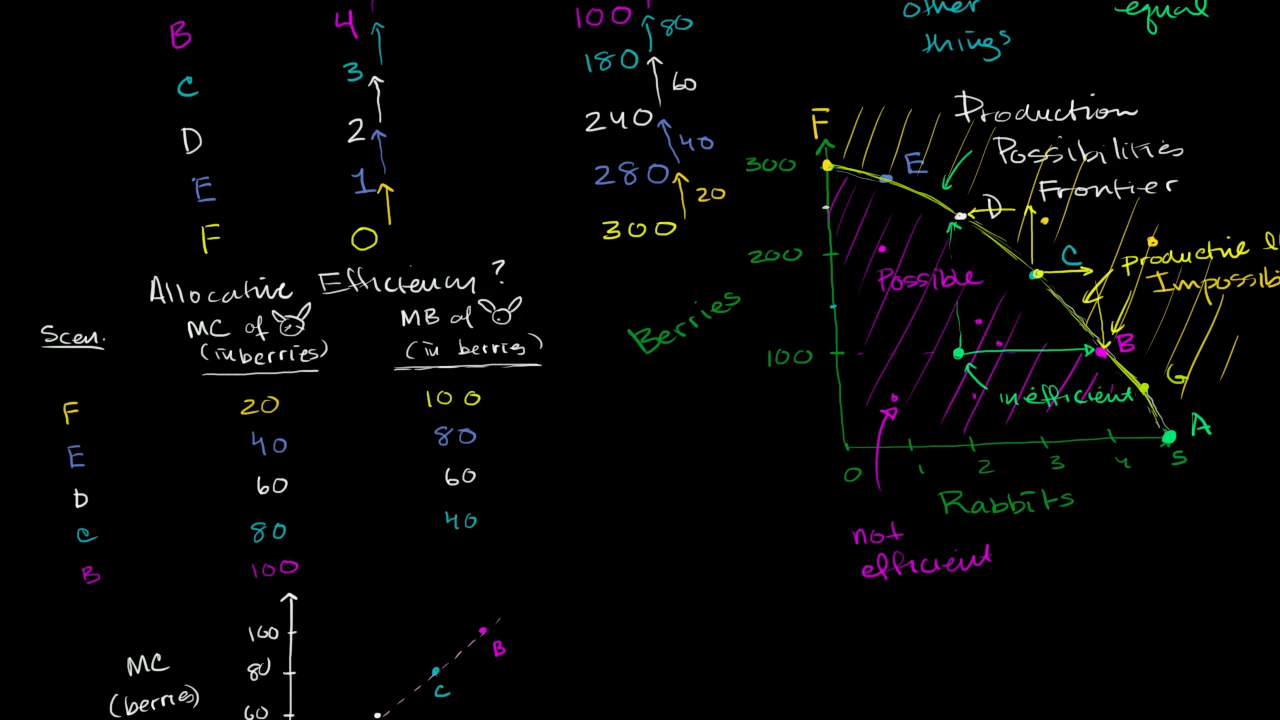 B 4 100 80
C 3 180 60
D 2 240 40
E 1 280 20
F 0 300
other things
equal
Allocative Efficiency?
Scen. MC of (in berries) MB of (in berries)
F 20 100
E 40 80
D 60 60
C 80 40
B 100
MC
(berries)
100
80
60
B
C
Production
Possibilities
Frontier
F
300
E
D
200
C
Possible
Impossib
Berries
100
B
inefficient
G
A
0 1 2 3 4 5
Rabbits
not
efficient